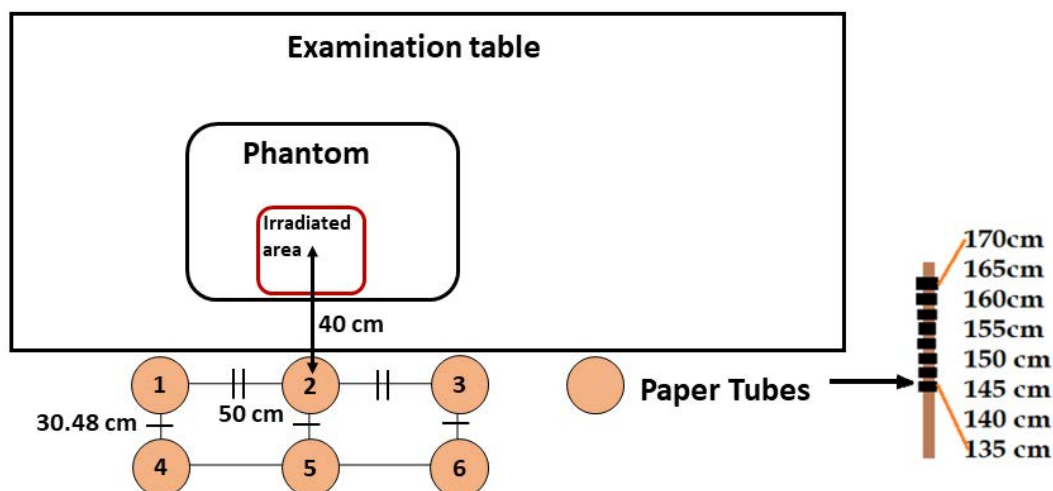 Examination table
Phantom
Irradiated
area
40 cm
1
2
3
50 cm
30.48 cm
4
5
6
Paper Tubes
170cm
165cm
160cm
155cm
150 cm
145 cm
140 cm
135 cm